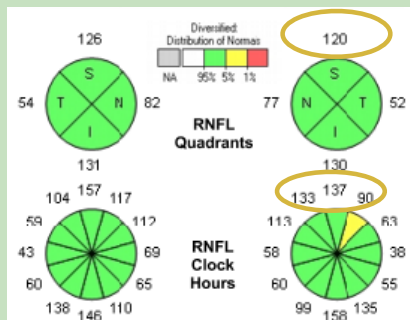 Diversified:
Distribution of Normas
NA 95% 5% 1%
126
S
54 T N 82
I
131
RNFL
Quadrants
120
S
77 N T 52
I
130
157
104 117
59 112
43 69
60 65
138 110
146
RNFL
Clock
Hours
137
133 90
113 63
58 38
60 55
99 135
158